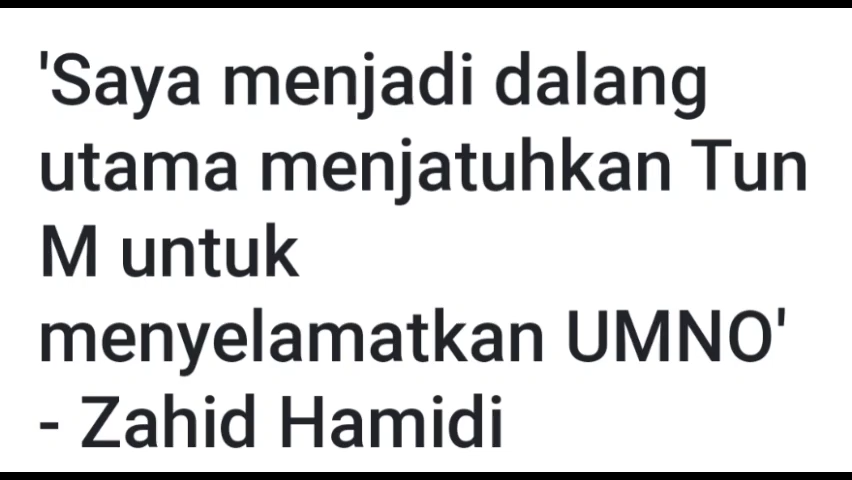 'Saya menjadi dalang
utama menjatuhkan Tun
M untuk
menyelamatkan UMNO'
- Zahid Hamidi